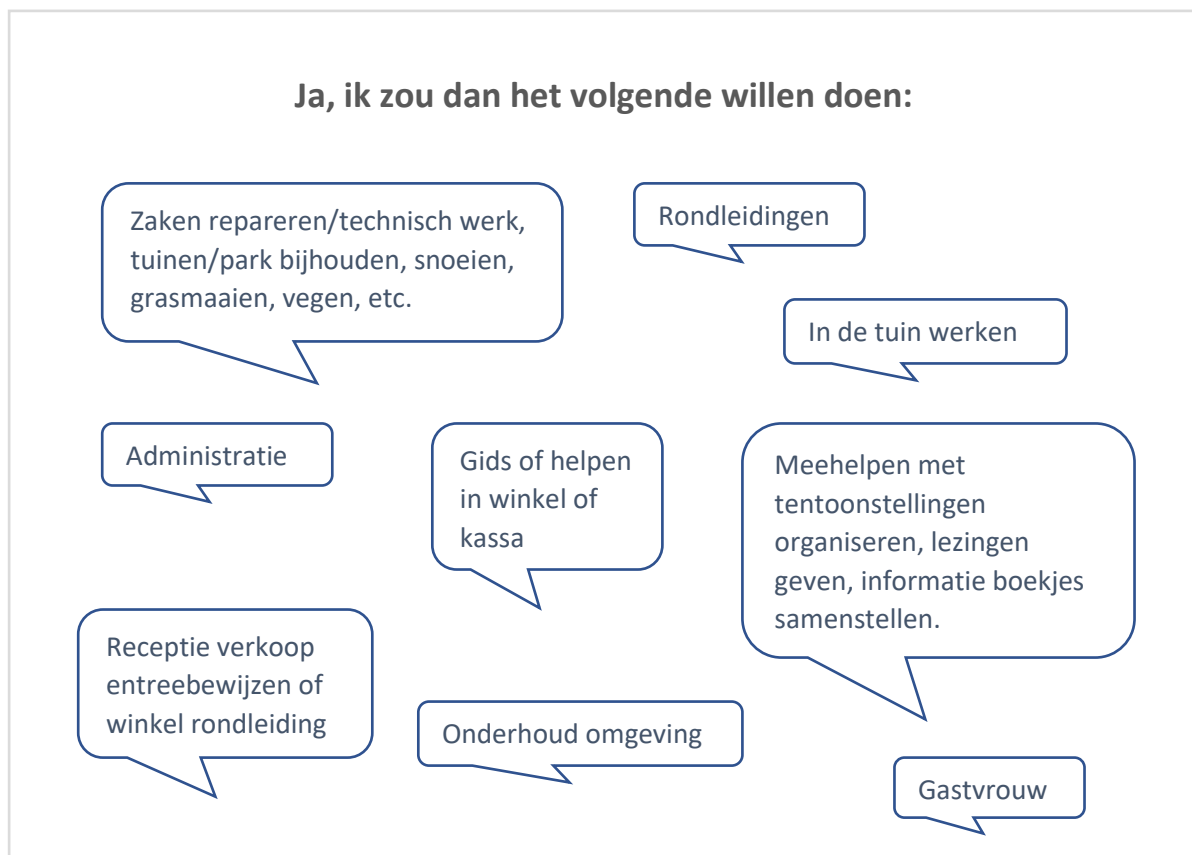 Ja, ik zou dan het volgende willen doen:
Zaken repareren/technisch werk,
tuinen/park bijhouden, snoeien,
grasmaaien, vegen, etc.
Rondleidingen
In de tuin werken
Administratie
Gids of helpen
in winkel of
kassa
Meehelpen met
tentoonstellingen
organiseren, lezingen
geven, informatie boekjes
samenstellen.
Receptie verkoop
entreebewijzen of
winkel rondleiding
Onderhoud omgeving
Gastvrouw